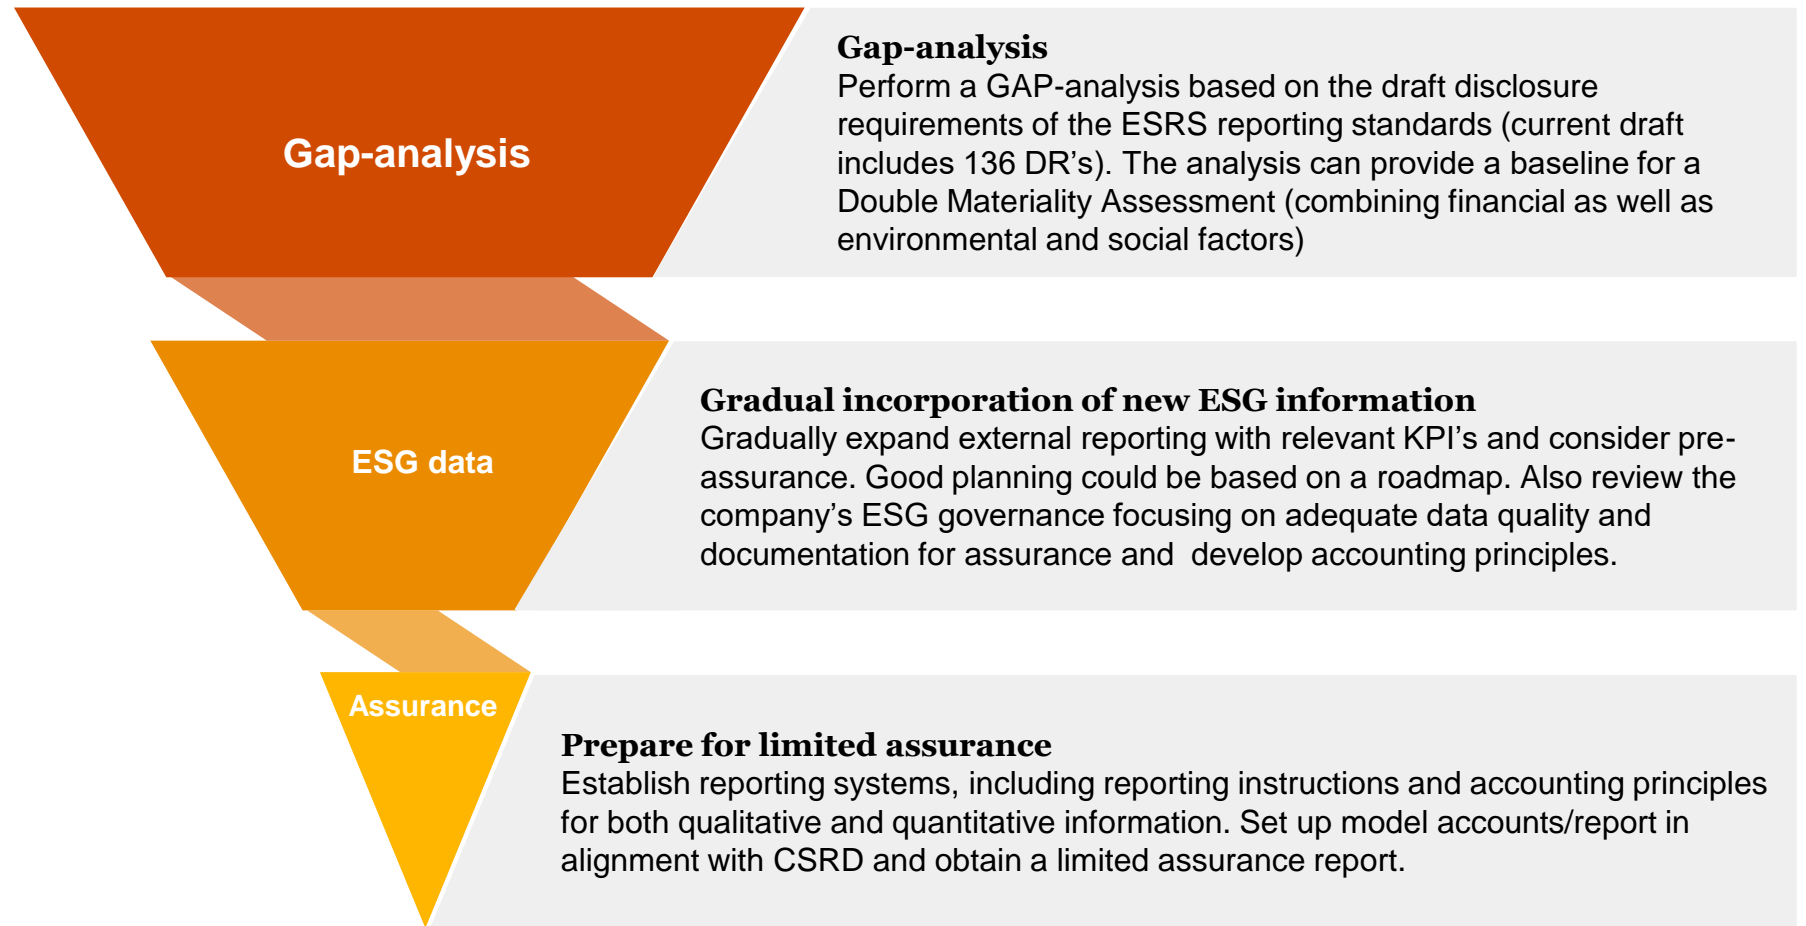 Gap-analysis
Gap-analysis
Perform a GAP-analysis based on the draft disclosure
requirements of the ESRS reporting standards (current draft
includes 136 DR’s). The analysis can provide a baseline for a
Double Materiality Assessment (combining financial as well as
environmental and social factors)
ESG data
Gradual incorporation of new ESG information
Gradually expand external reporting with relevant KPI’s and consider pre-
assurance. Good planning could be based on a roadmap. Also review the
company’s ESG governance focusing on adequate data quality and
documentation for assurance and  develop accounting principles.
Assurance
Prepare for limited assurance
Establish reporting systems, including reporting instructions and accounting principles
for both qualitative and quantitative information. Set up model accounts/report in
alignment with CSRD and obtain a limited assurance report.